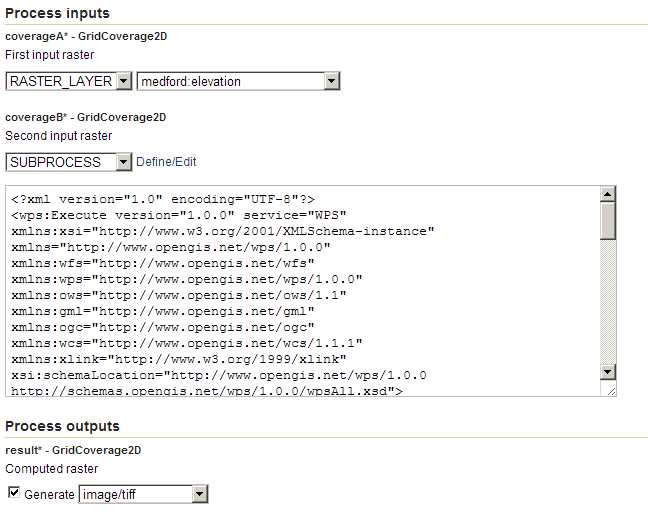 Process inputs
coverageA* - GridCoverage2D
First input raster
RASTER_LAYER medford:elevation
coverageB* - GridCoverage2D
Second input raster
SUBPROCESS Define/Edit
<?xml version="1.0" encoding="UTF-8"?>
<wps:Execute version="1.0.0" service="WPS"
xmlns:xsi="http://www.w3.org/2001/XMLSchema-instance"
xmlns="http://www.opengis.net/wps/1.0.0"
xmlns:wfs="http://www.opengis.net/wfs"
xmlns:wps="http://www.opengis.net/wps/1.0.0"
xmlns:ows="http://www.opengis.net/ows/1.1"
xmlns:gml="http://www.opengis.net/gml"
xmlns:ogc="http://www.opengis.net/ogc"
xmlns:wcs="http://www.opengis.net/wcs/1.1.1"
xmlns:xlink="http://www.w3.org/1999/xlink"
xsi:schemaLocation="http://www.opengis.net/wps/1.0.0
http://schemas.opengis.net/wps/1.0.0/wpsAll.xsd">
Process outputs
result* - GridCoverage2D
Computed raster
Generate image/tiff